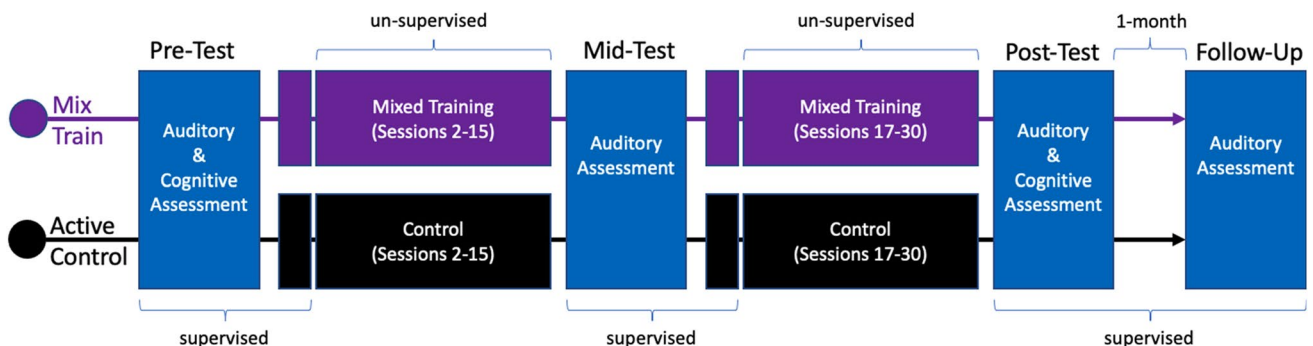 un-supervised
un-supervised
1-month
Pre-Test
Mid-Test
Post-Test
Follow-Up
Mix
Train
Auditory
&
Cognitive
Assessment
Mixed Training
(Sessions 2-15)
Auditory
Assessment
Mixed Training
(Sessions 17-30)
Auditory
&
Cognitive
Assessment
Auditory
Assessment
Active
Control
Control
(Sessions 2-15)
Control
(Sessions 17-30)
supervised
supervised
supervised